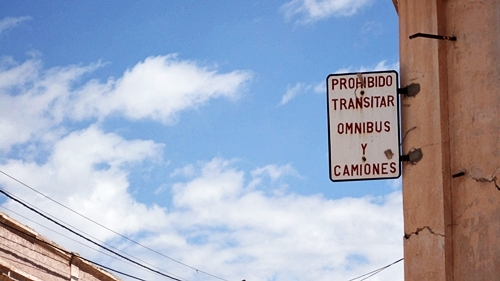 PROHIBIDO
TRANSITAR
OMNIBUS
Y
CAMIONES